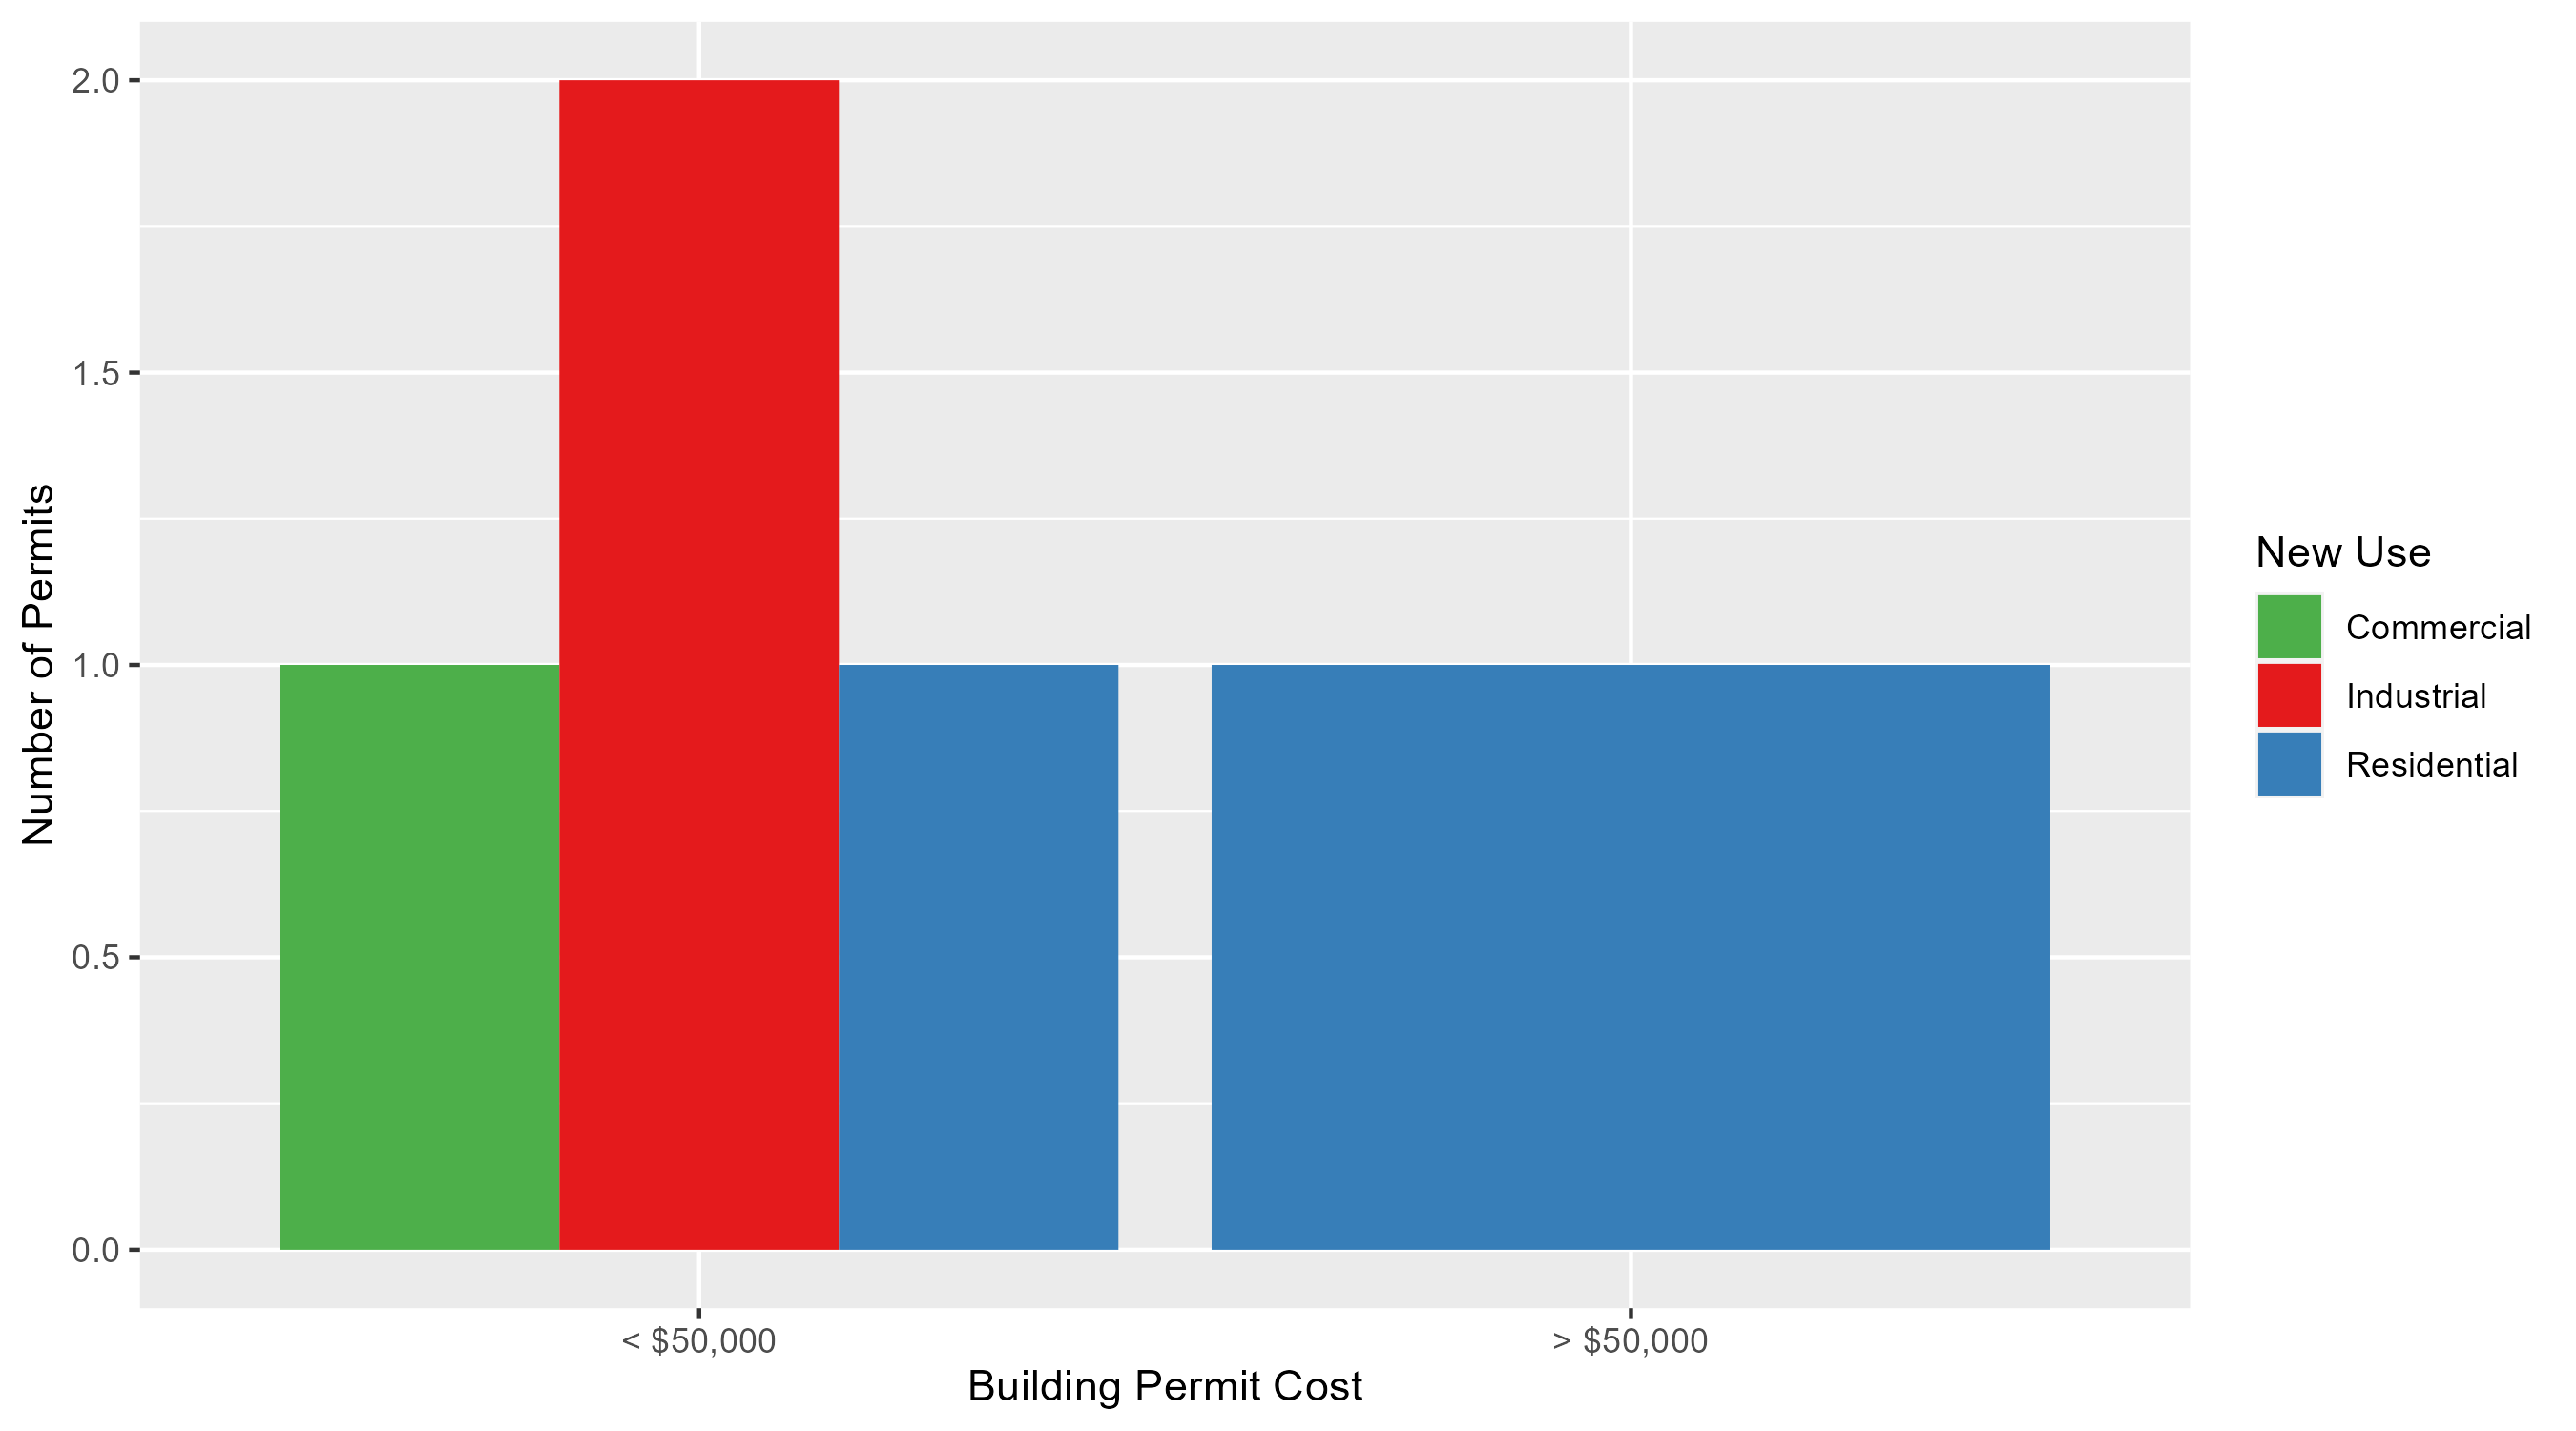 2.0
1.5
1.0
0.5
0.0
Number of Permits
< $50,000
> $50,000
Building Permit Cost
New Use
Commercial
Industrial
Residential